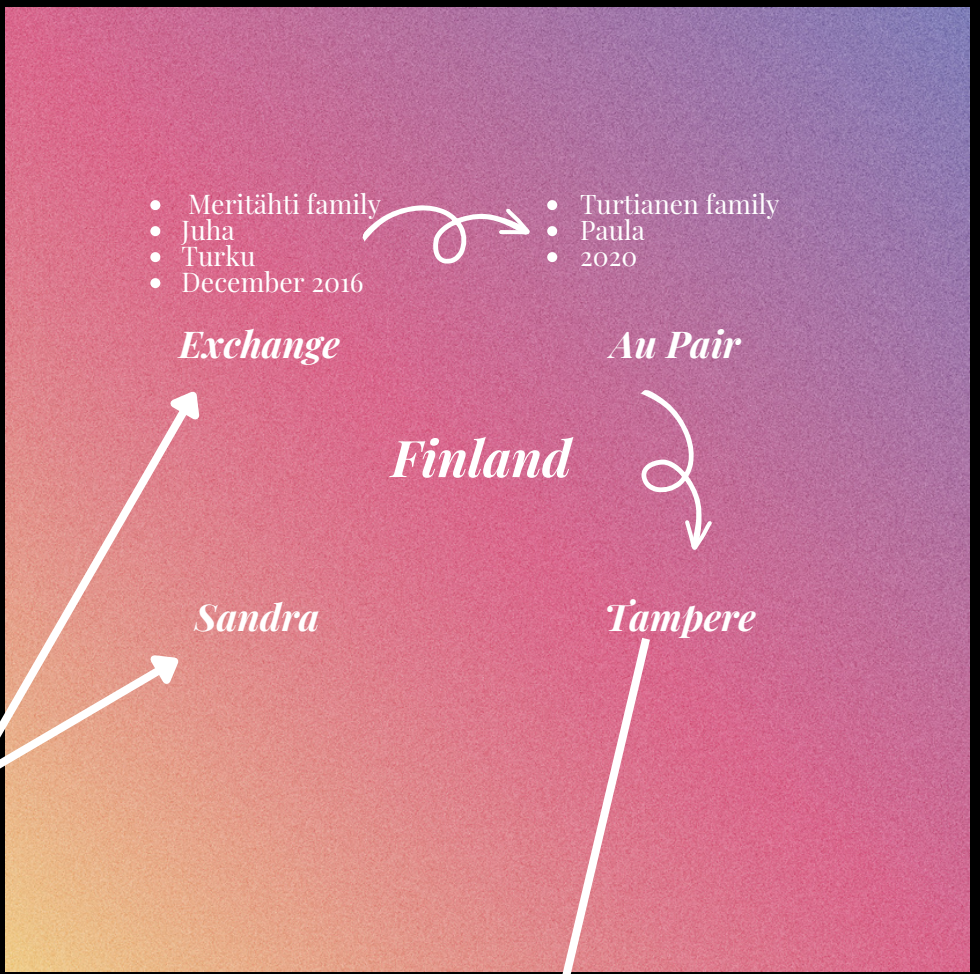 Meritähti family
Juha
Turku
December 2016
Turtianen family
Paula
2020
Exchange
Au Pair
Finland
Sandra
Tampere